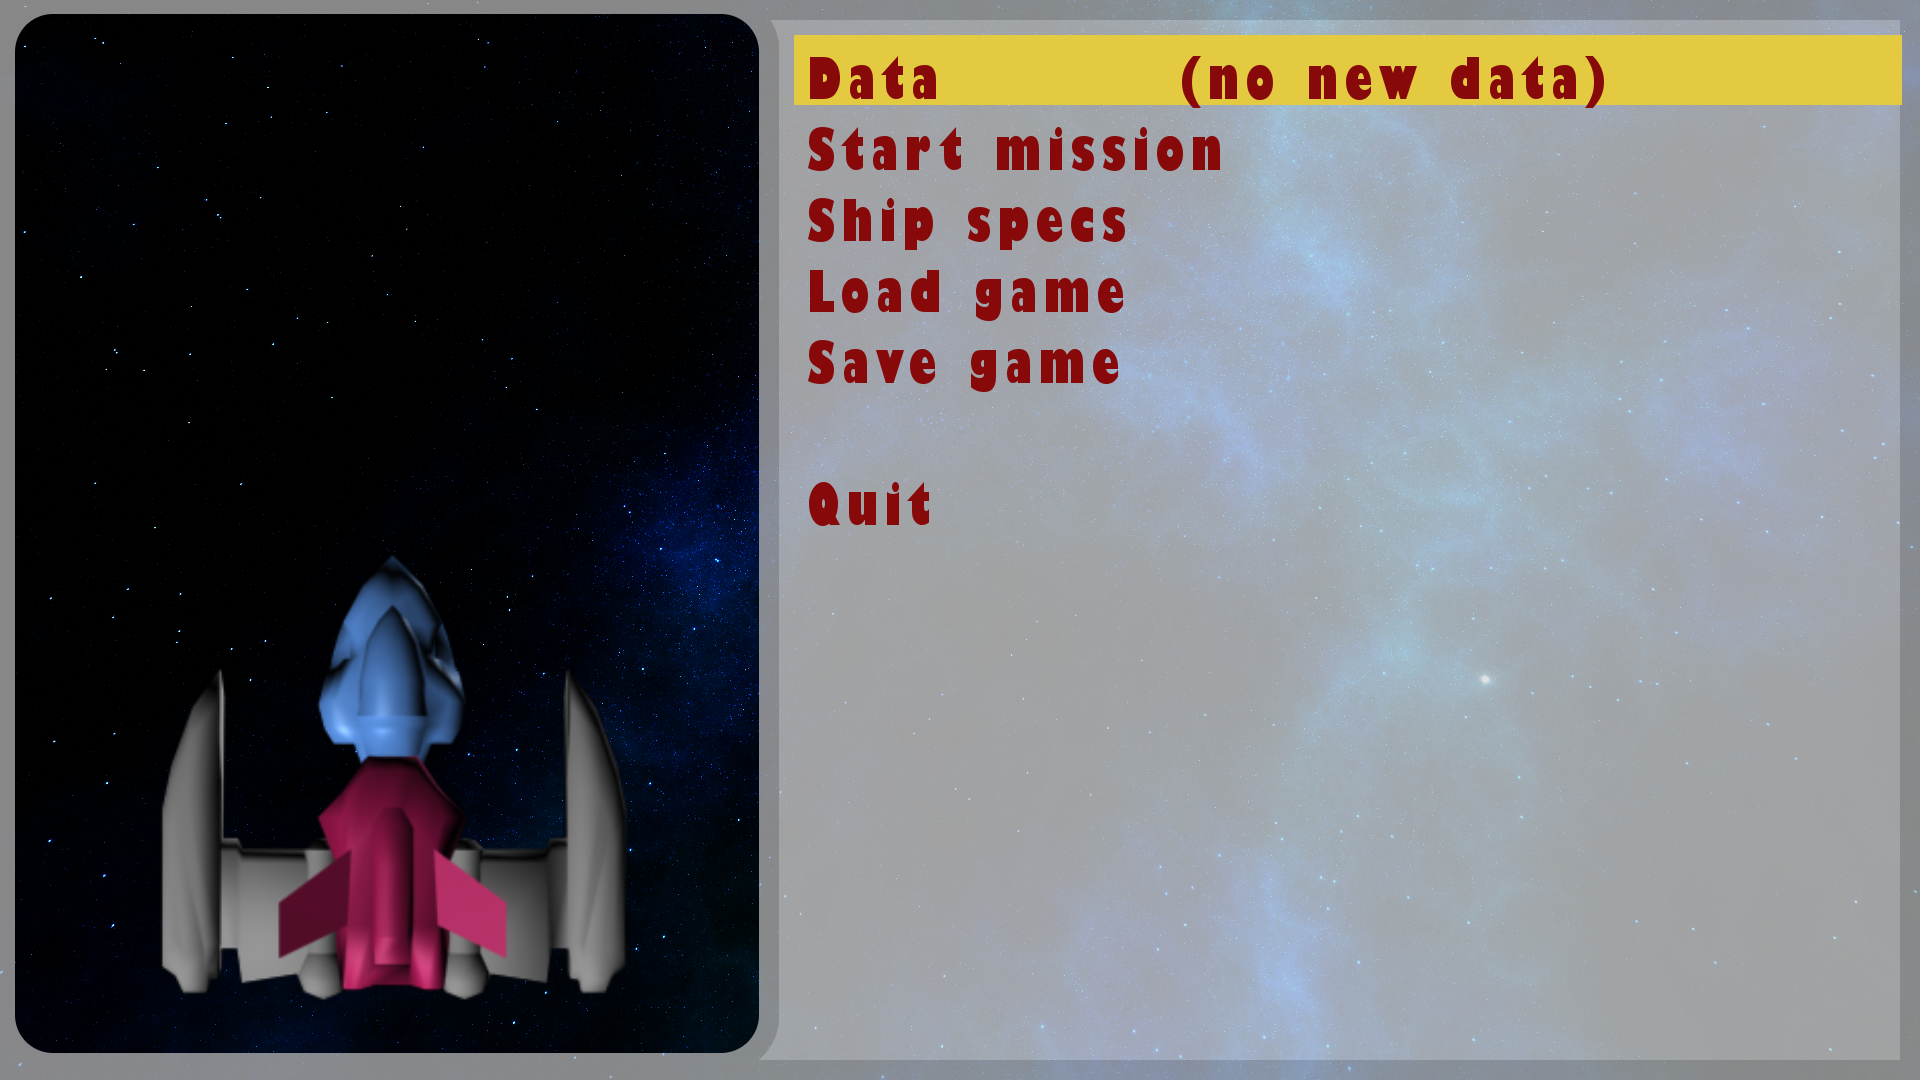 Data (no new data)
Start mission
Ship specs
Load game
Save game
Quit